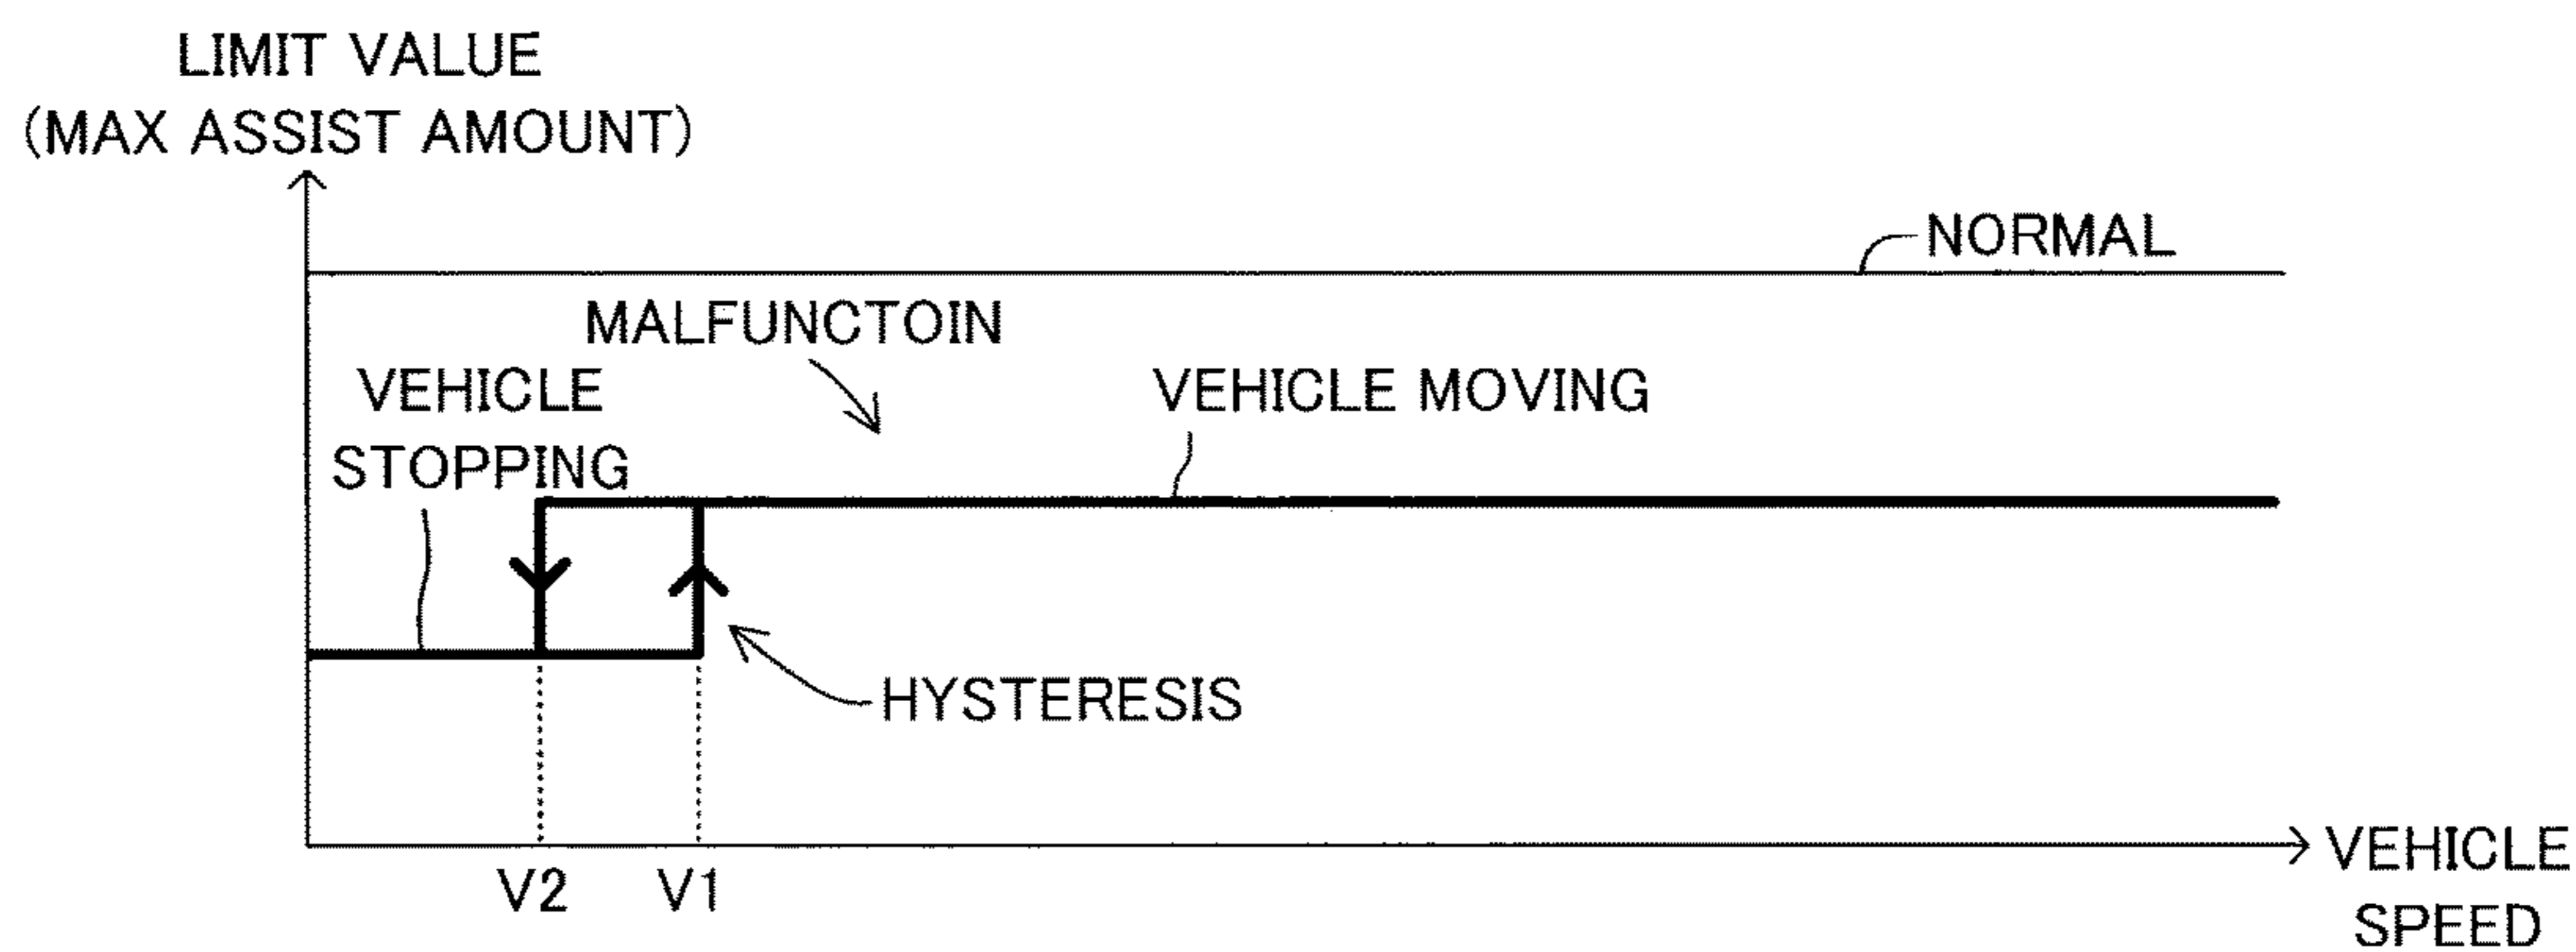 LIMIT VALUE
(MAX ASSIST AMOUNT)
NORMAL
MALFUNCTOIN
VEHICLE
STOPPING
VEHICLE MOVING
HYSTERESIS
V2
V1
VEHICLE
SPEED